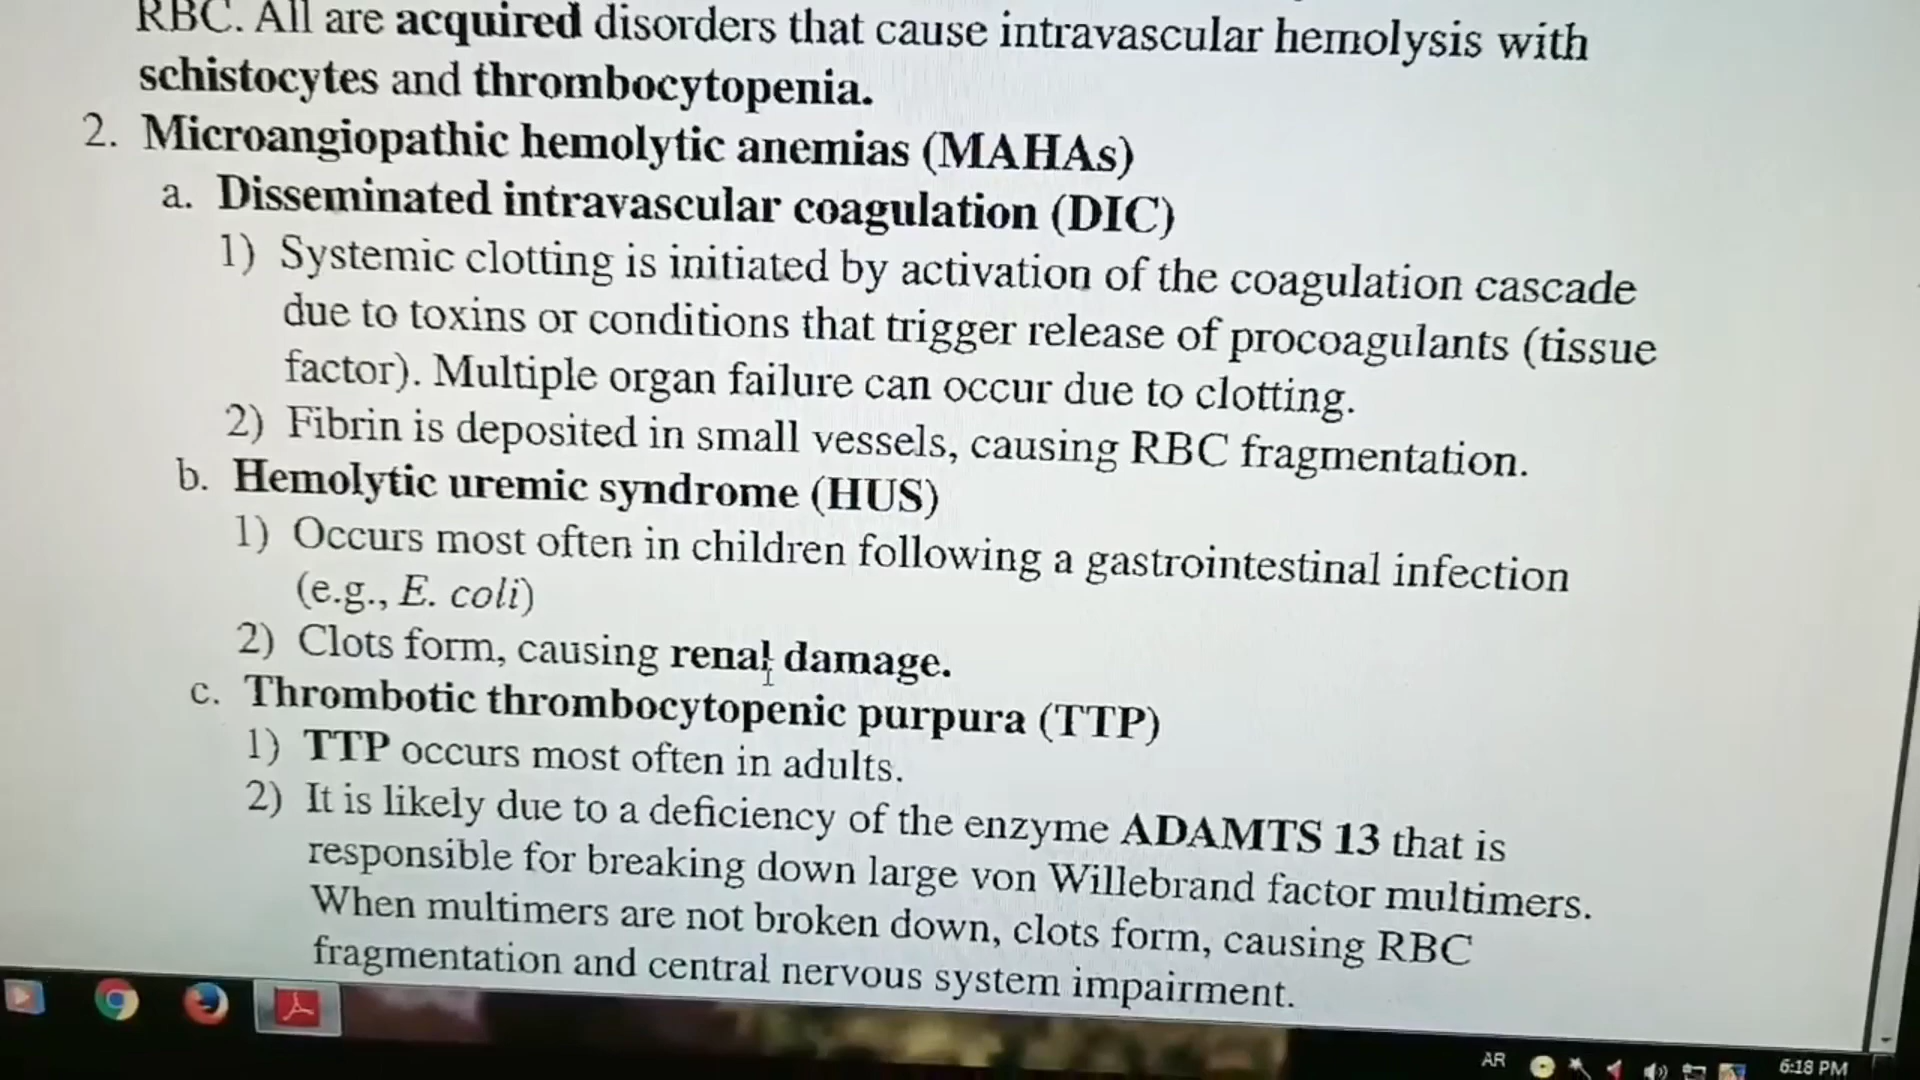 RBC. All are acquired disorders that cause intravascular hemolysis with
schistocytes and thrombocytopenia.
2. Microangiopathic hemolytic anemias (MAHAs)
a. Disseminated intravascular coagulation (DIC)
1) Systemic clotting is initiated by activation of the coagulation cascade
due to toxins or conditions that trigger release of procoagulants (tissue
factor). Multiple organ failure can occur due to clotting.
2) Fibrin is deposited in small vessels, causing RBC fragmentation.
b. Hemolytic uremic syndrome (HUS)
1) Occurs most often in children following a gastrointestinal infection
(e.g., E. coli)
2) Clots form, causing renal damage.
c. Thrombotic thrombocytopenic purpura (TTP)
1) TTP occurs most often in adults.
2) It is likely due to a deficiency of the enzyme ADAMTS 13 that is
responsible for breaking down large von Willebrand factor multimers.
When multimers are not broken down, clots form, causing RBC
fragmentation and central nervous system impairment.
AR 6:18 PM